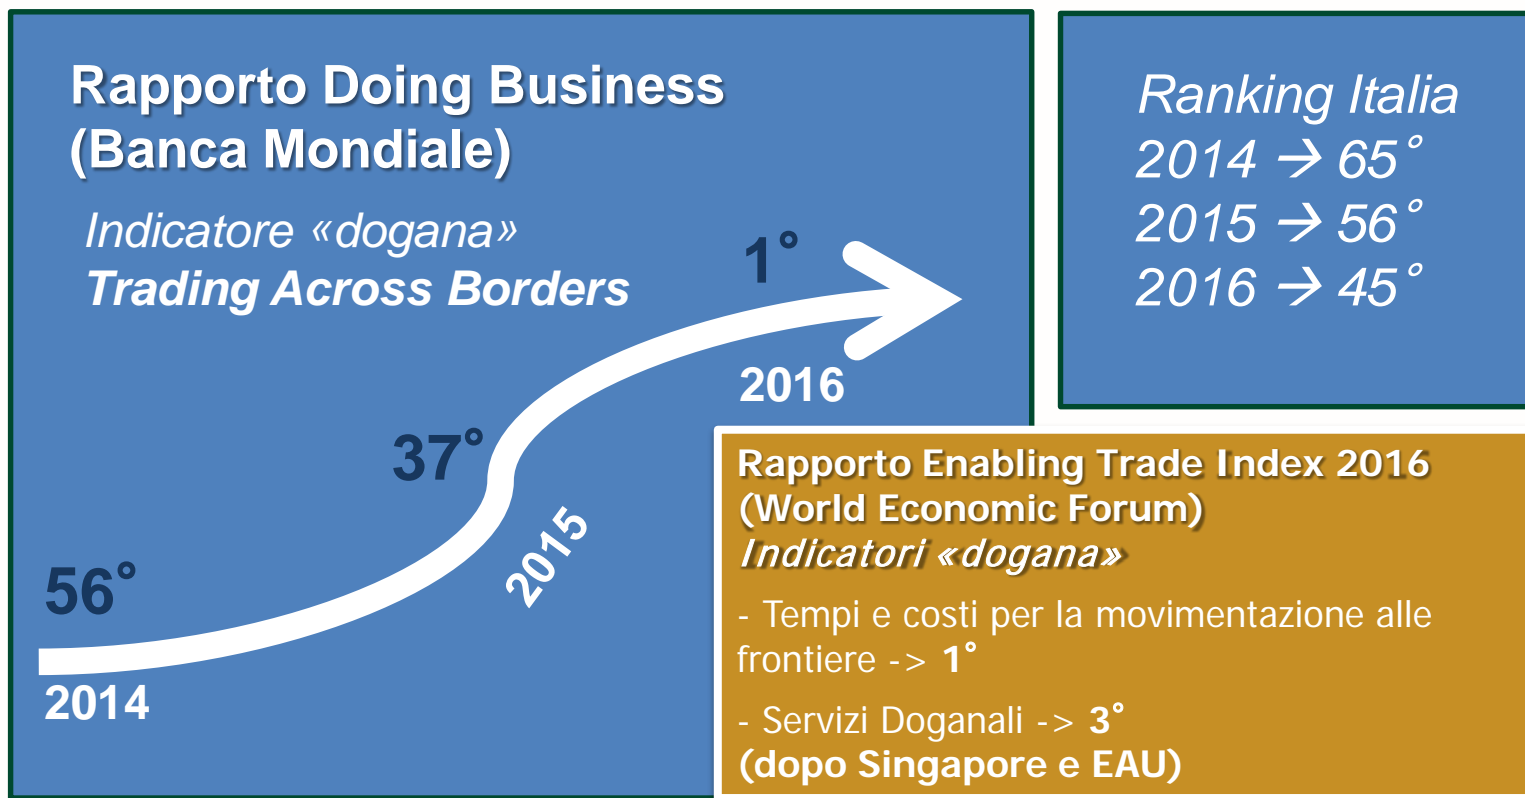 Rapporto Doing Business
(Banca Mondiale)
Indicatore «dogana»
Trading Across Borders
1°
2016
37°
2015
56°
2014
Ranking Italia
2014 → 65°
2015 → 56°
2016 → 45°
Rapporto Enabling Trade Index 2016
(World Economic Forum)
Indicatori «dogana»
- Tempi e costi per la movimentazione alle
frontiere -> 1°
- Servizi Doganali -> 3°
(dopo Singapore e EAU)